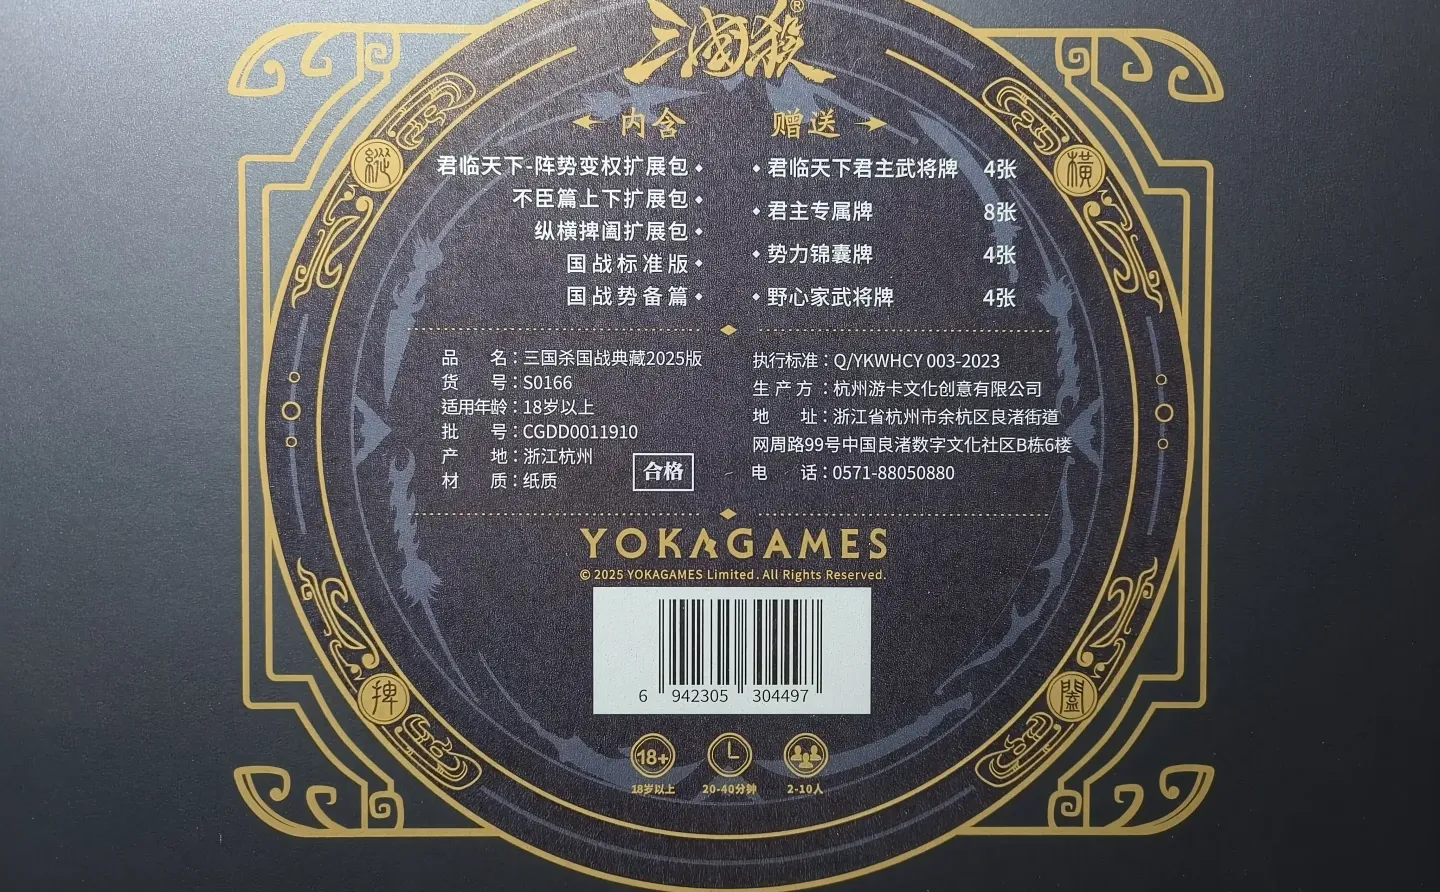 三國殺®
内含
君临天下-阵势变权扩展包
不臣篇上下扩展包
纵横捭阖扩展包
国战标准版
国战势备篇
赠送
君临天下君主武将牌 4张
君主专属牌 8张
势力锦囊牌 4张
野心家武将牌 4张
縱
橫
品名：三国杀国战典藏2025版
货号：S0166
适用年龄：18岁以上
批号：CGDD0011910
产地：浙江杭州
材质：纸质
合格
执行标准：Q/YKWHCY 003-2023
生产方：杭州游卡文化创意有限公司
地址：浙江省杭州市余杭区良渚街道
网周路99号中国良渚数字文化社区B栋6楼
电话：0571-88050880
YOKAGAMES
© 2025 YOKAGAMES Limited. All Rights Reserved.
6 942305 304497
捭
闔
18+
18岁以上
20-40分钟
2-10人